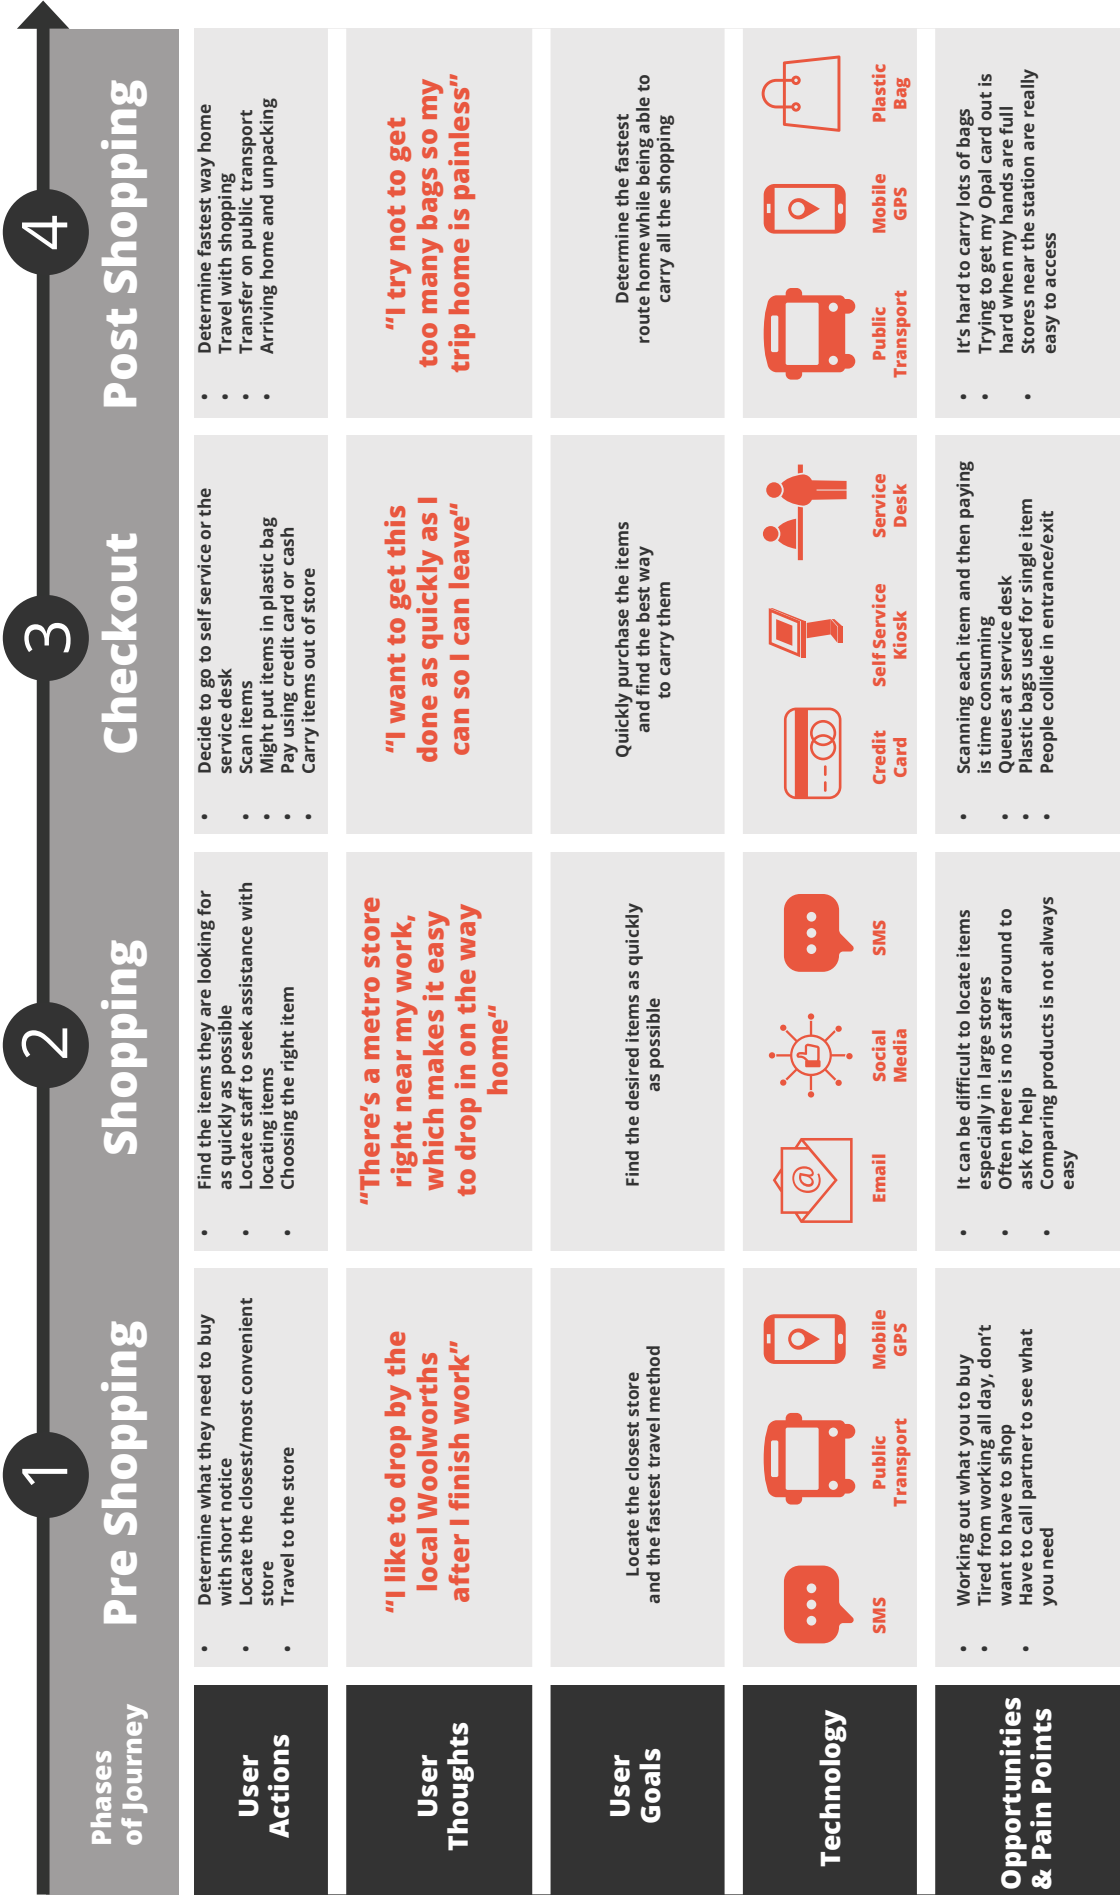 1
2
3
4
Phases
of Journey
Pre Shopping
Shopping
Checkout
Post Shopping
User
Actions
• Determine what they need to buy
with short notice
• Locate the closest/most convenient
store
• Travel to the store
• Find the items they are looking for
as quickly as possible
• Locate staff to seek assistance with
locating items
• Choosing the right item
• Decide to go to self service or the
service desk
• Scan items
• Might put items in plastic bag
• Pay using credit card or cash
• Carry items out of store
• Determine fastest way home
• Travel with shopping
• Transfer on public transport
• Arriving home and unpacking
User
Thoughts
“I like to drop by the
local Woolworths
after I finish work“
“There’s a metro store
right near my work,
which makes it easy
to drop in on the way
home“
“I want to get this
done as quickly as I
can so I can leave“
“I try not to get
too many bags so my
trip home is painless“
User
Goals
Locate the closest store
and the fastest travel method
Find the desired items as quickly
as possible
Quickly purchase the items
and find the best way
to carry them
Determine the fastest
route home while being able to
carry all the shopping
Technology
SMS
Public
Transport
Mobile
GPS
@
Email
Social
Media
SMS
Credit
Card
Self Service
Kiosk
Service
Desk
Public
Transport
Mobile
GPS
Plastic
Bag
Opportunities
& Pain Points
• Working out what you to buy
• Tired from working all day, don’t
want to have to shop
• Have to call partner to see what
you need
• It can be difficult to locate items
especially in large stores
• Often there is no staff around to
ask for help
• Comparing products is not always
easy
• Scanning each item and then paying
is time consuming
• Queues at service desk
• Plastic bags used for single item
• People collide in entrance/exit
• It’s hard to carry lots of bags
• Trying to get my Opal card out is
hard when my hands are full
• Stores near the station are really
easy to access